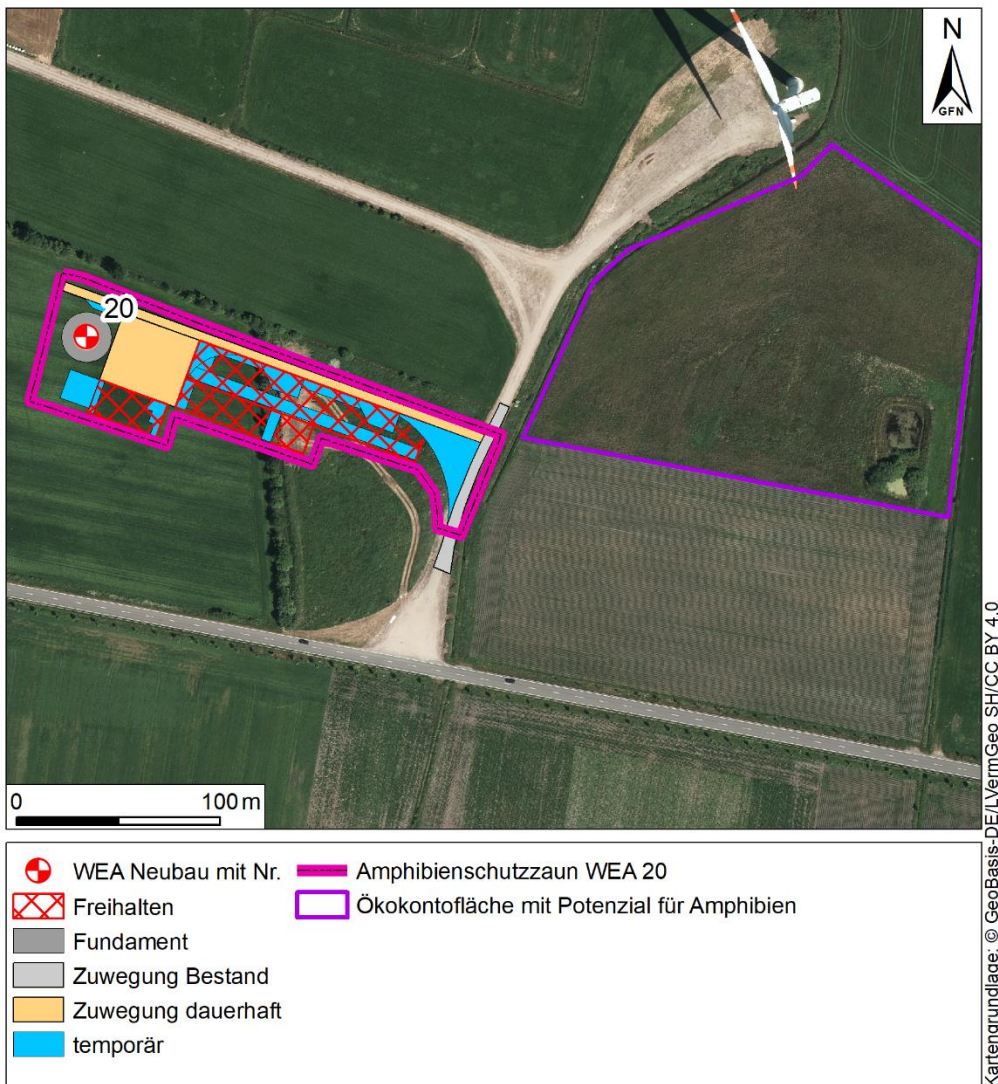 N
GFN
20
0 100 m
WEA Neubau mit Nr.
Freihalten
Fundament
Zuwegung Bestand
Zuwegung dauerhaft
temporär
Amphibienschutzzaun WEA 20
Ökokontofläche mit Potenzial für Amphibien
Kartengrundlage: © GeoBasis-DE/LVermGeo SH/CC BY 4.0